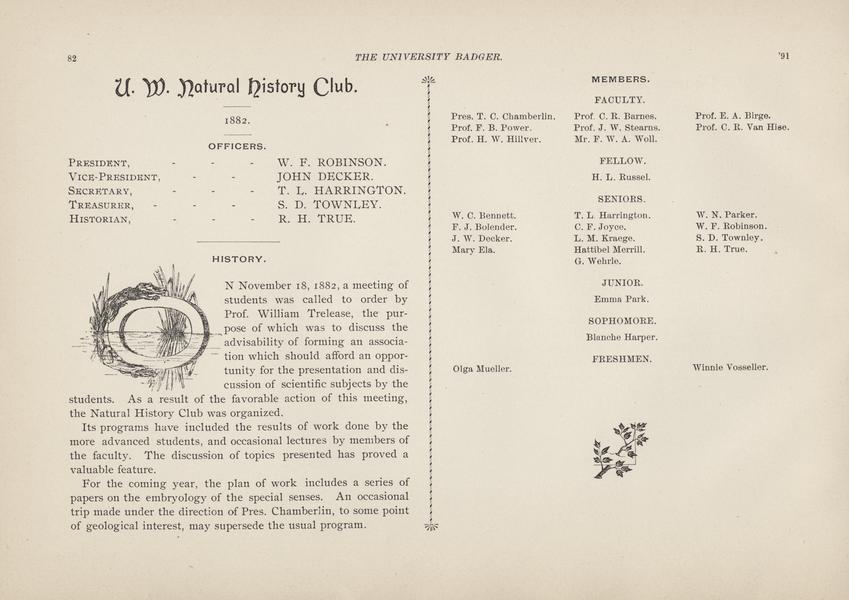 82
THE UNIVERSITY BADGER.
'91
U. W. Natural History Club.
1882.
OFFICERS.
PRESIDENT, - - - W. F. ROBINSON.
VICE-PRESIDENT, - - JOHN DECKER.
SECRETARY, - - - T. L. HARRINGTON.
TREASURER, - - - S. D. TOWNLEY.
HISTORIAN, - - - R. H. TRUE.
HISTORY.
ON November 18, 1882, a meeting of
students was called to order by
Prof. William Trelease, the pur-
pose of which was to discuss the
advisability of forming an associa-
tion which should afford an oppor-
tunity for the presentation and dis-
cussion of scientific subjects by the
students. As a result of the favorable action of this meeting,
the Natural History Club was organized.
Its programs have included the results of work done by the
more advanced students, and occasional lectures by members of
the faculty. The discussion of topics presented has proved a
valuable feature.
For the coming year, the plan of work includes a series of
papers on the embryology of the special senses. An occasional
trip made under the direction of Pres. Chamberlin, to some point
of geological interest, may supersede the usual program.
MEMBERS.
FACULTY.
Pres. T. C. Chamberlin. Prof. C. R. Barnes. Prof. E. A. Birge.
Prof. F. B. Power. Prof. J. W. Stearns. Prof. C. R. Van Hise.
Prof. H. W. Hillyer. Mr. F. W. A. Woll.
FELLOW.
H. L. Russel.
SENIORS.
W. C. Bennett. T. L. Harrington. W. N. Parker.
F. J. Bolender. C. F. Joyce. W. F. Robinson.
J. W. Decker. L. M. Kraege. S. D. Townley.
Mary Ela. Hattibel Merrill. R. H. True.
G. Wehrle.
JUNIOR.
Emma Park.
SOPHOMORE.
Blanche Harper.
FRESHMEN.
Olga Mueller. Winnie Vosseller.